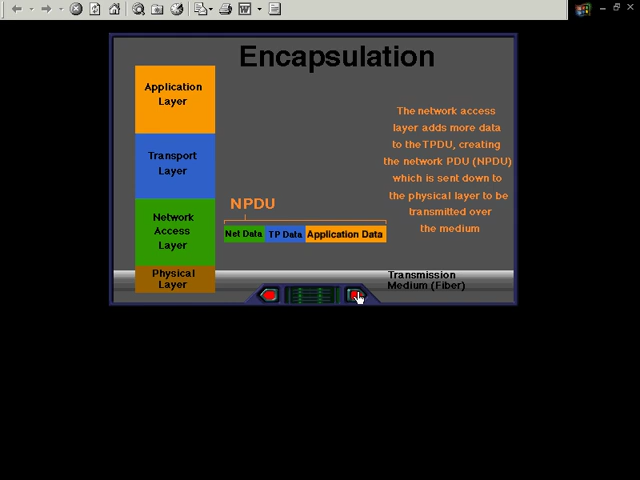 Encapsulation
Application
Layer
Transport
Layer
Network
Access
Layer
Physical
Layer
The network access
layer adds more data
to the TPDU, creating
the network PDU (NPDU)
which is sent down to
the physical layer to be
transmitted over
the medium
NPDU
Net Data TP Data Application Data
Transmission
Medium (Fiber)